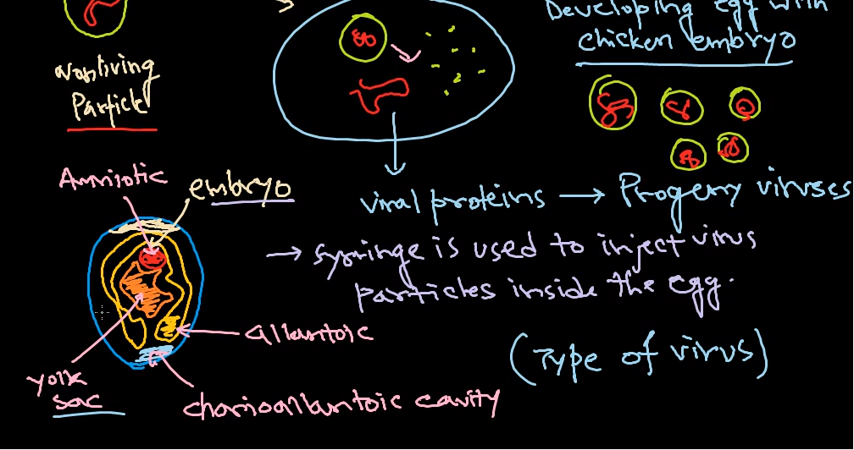 Developing egg with
chicken embryo
Nonliving
Particle
Amniotic
embryo
viral proteins → Progeny viruses
→ syringe is used to inject virus
particles inside the egg.
allantoic
(Type of virus)
yolk
sac
chorioallantoic cavity